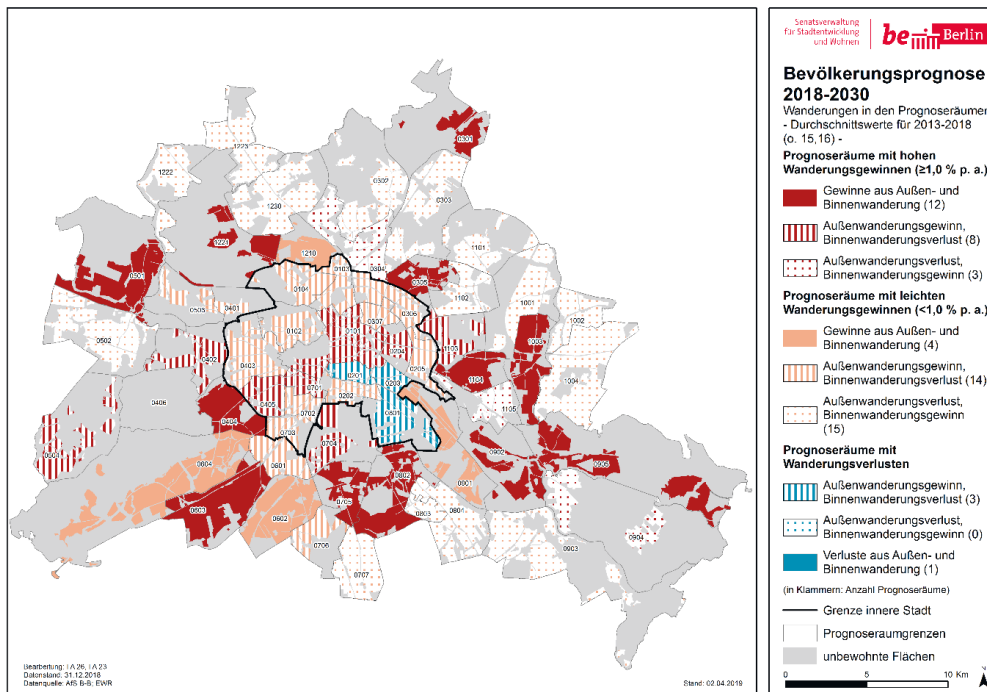 Senatsverwaltung
für Stadtentwicklung
und Wohnen
be Berlin
Bevölkerungsprognose
2018-2030
Wanderungen in den Prognoseräumen
- Durchschnittswerte für 2013-2018
(o. 15,16) -
Prognoseräume mit hohen
Wanderungsgewinnen (≥1,0 % p. a.)
Gewinne aus Außen- und
Binnenwanderung (12)
Außenwanderungsgewinn,
Binnenwanderungsverlust (8)
Außenwanderungsverlust,
Binnenwanderungsgewinn (3)
Prognoseräume mit leichten
Wanderungsgewinnen (<1,0 % p. a.)
Gewinne aus Außen- und
Binnenwanderung (4)
Außenwanderungsgewinn,
Binnenwanderungsverlust (14)
Außenwanderungsverlust,
Binnenwanderungsgewinn
(15)
Prognoseräume mit
Wanderungsverlusten
Außenwanderungsgewinn,
Binnenwanderungsverlust (3)
Außenwanderungsverlust,
Binnenwanderungsgewinn (0)
Verluste aus Außen- und
Binnenwanderung (1)
(in Klammern: Anzahl Prognoseräume)
Grenze innere Stadt
Prognoseraumgrenzen
unbewohnte Flächen
0 5 10 Km
0301
1223
1222
0302
1230
0303
1221
1210
1101
0103
0304
0501
0305
0104
1102
1001
0503
0401
0306
0307
1002
0102
0101
0502
1003
0204
1103
0402
0403
0205
0201
1104
0203
1004
0701
0406
0202
0405
1105
0702
0801
0404
0703
0704
0902
0504
0604
0601
0905
0802
0901
0705
0603
0602
0803
0804
0904
0706
0903
0707
Bearbeitung: I A 26, I A 23
Datenstand: 31.12.2018
Datenquelle: AfS B-B: EWR
Stand: 02.04.2019